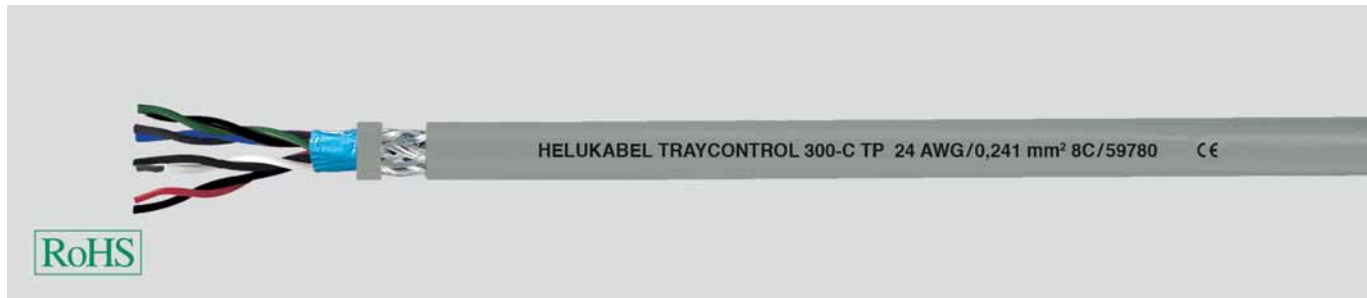 HELUKABEL TRAYCONTROL 300-C TP 24 AWG/0,241 mm² 8C/59780 CE
RoHS